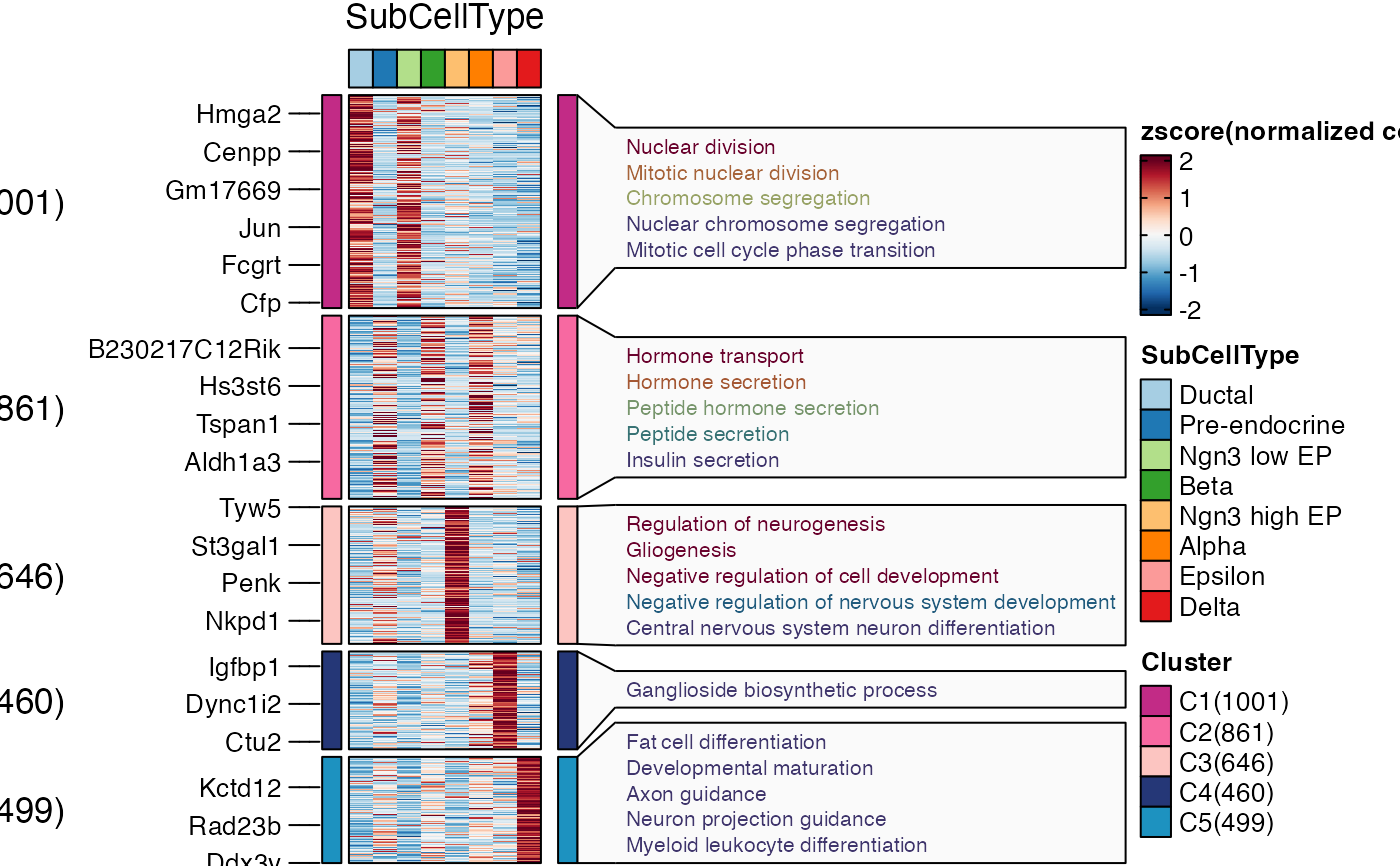 SubCellType
001)
Hmga2
Cenpp
Gm17669
Jun
Fcgrt
Cfp
Nuclear division
Mitotic nuclear division
Chromosome segregation
Nuclear chromosome segregation
Mitotic cell cycle phase transition
861)
B230217C12Rik
Hs3st6
Tspan1
Aldh1a3
Hormone transport
Hormone secretion
Peptide hormone secretion
Peptide secretion
Insulin secretion
646)
Tyw5
St3gal1
Penk
Nkpd1
Regulation of neurogenesis
Gliogenesis
Negative regulation of cell development
Negative regulation of nervous system development
Central nervous system neuron differentiation
460)
Igfbp1
Dync1i2
Ctu2
Ganglioside biosynthetic process
499)
Kctd12
Rad23b
Fat cell differentiation
Developmental maturation
Axon guidance
Neuron projection guidance
Myeloid leukocyte differentiation
zscore(normalized
2
1
0
-1
-2
SubCellType
Ductal
Pre-endocrine
Ngn3 low EP
Beta
Ngn3 high EP
Alpha
Epsilon
Delta
Cluster
C1(1001)
C2(861)
C3(646)
C4(460)
C5(499)